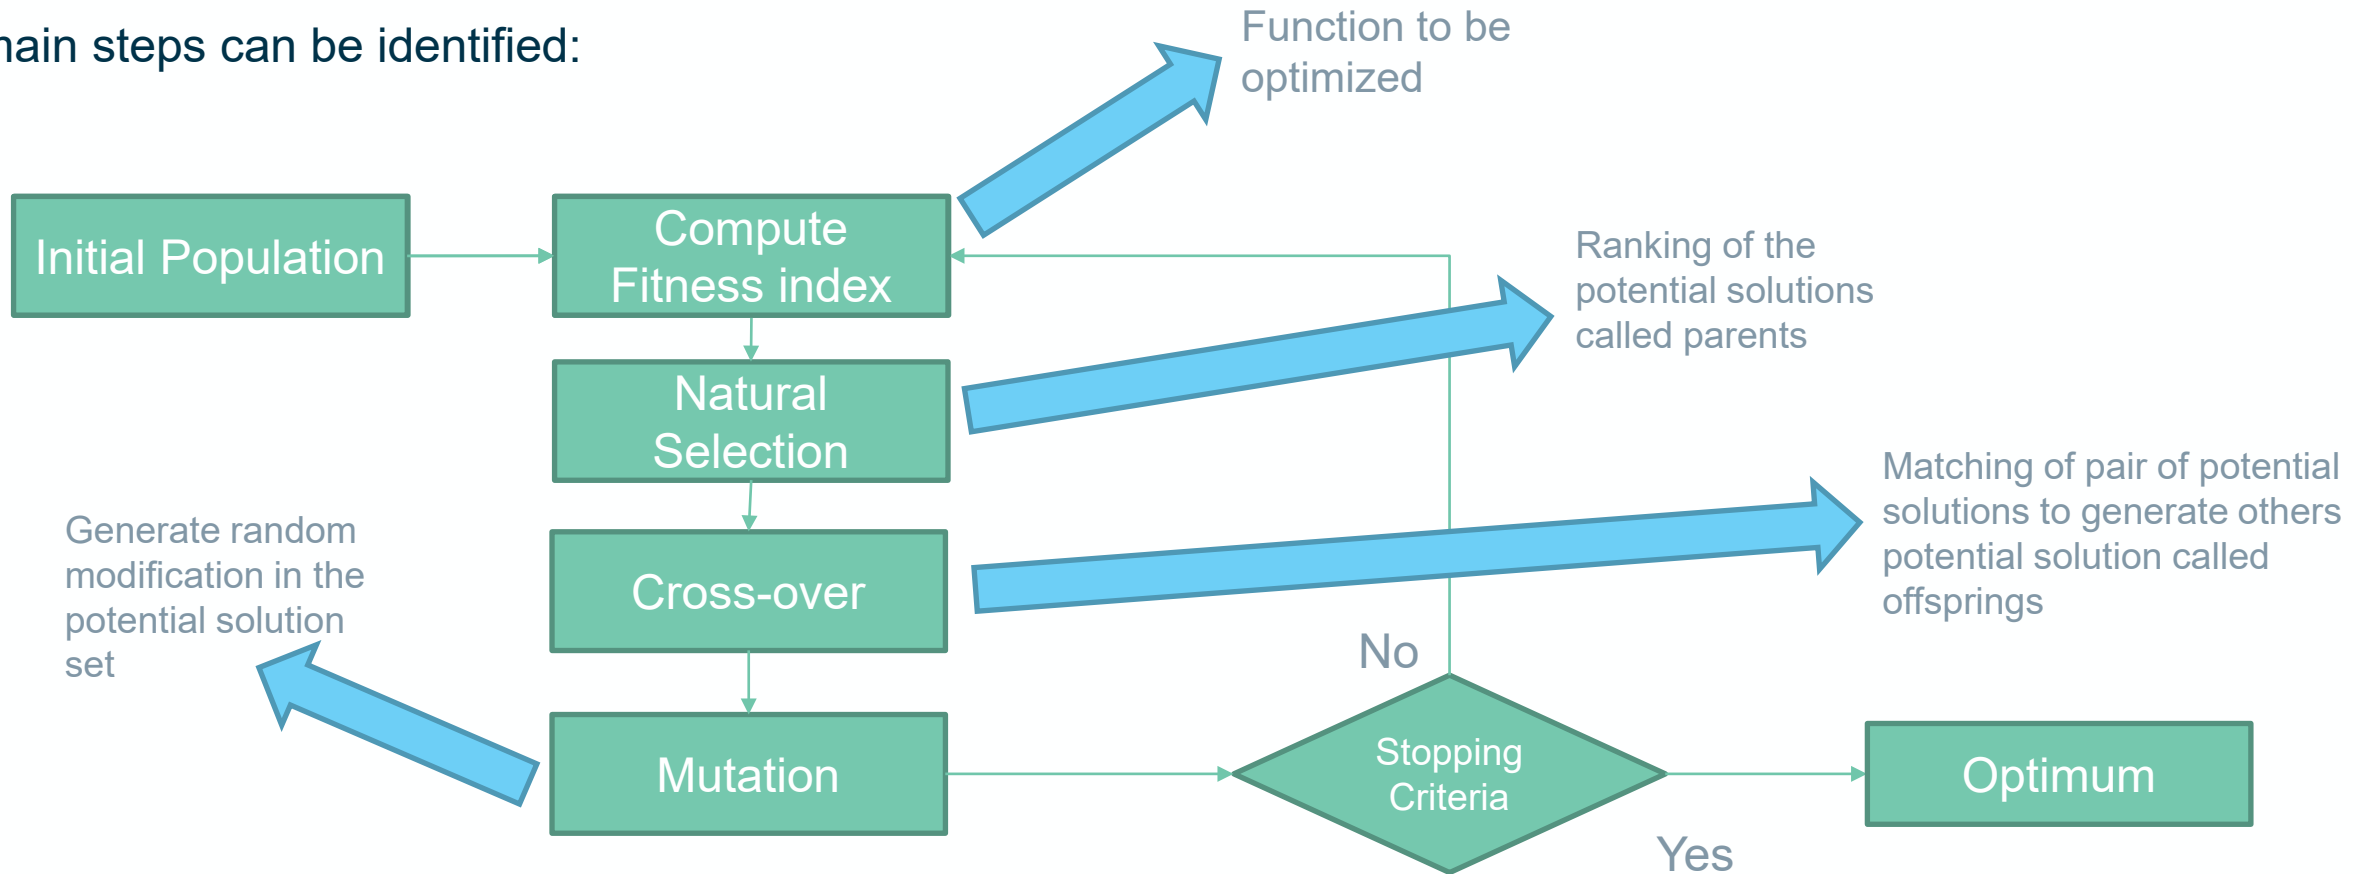 main steps can be identified:
Function to be
optimized
Initial Population
Compute
Fitness index
Ranking of the
potential solutions
called parents
Natural
Selection
Matching of pair of potential
solutions to generate others
potential solution called
offsprings
Generate random
modification in the
potential solution
set
Cross-over
No
Mutation
Stopping
Criteria
Optimum
Yes